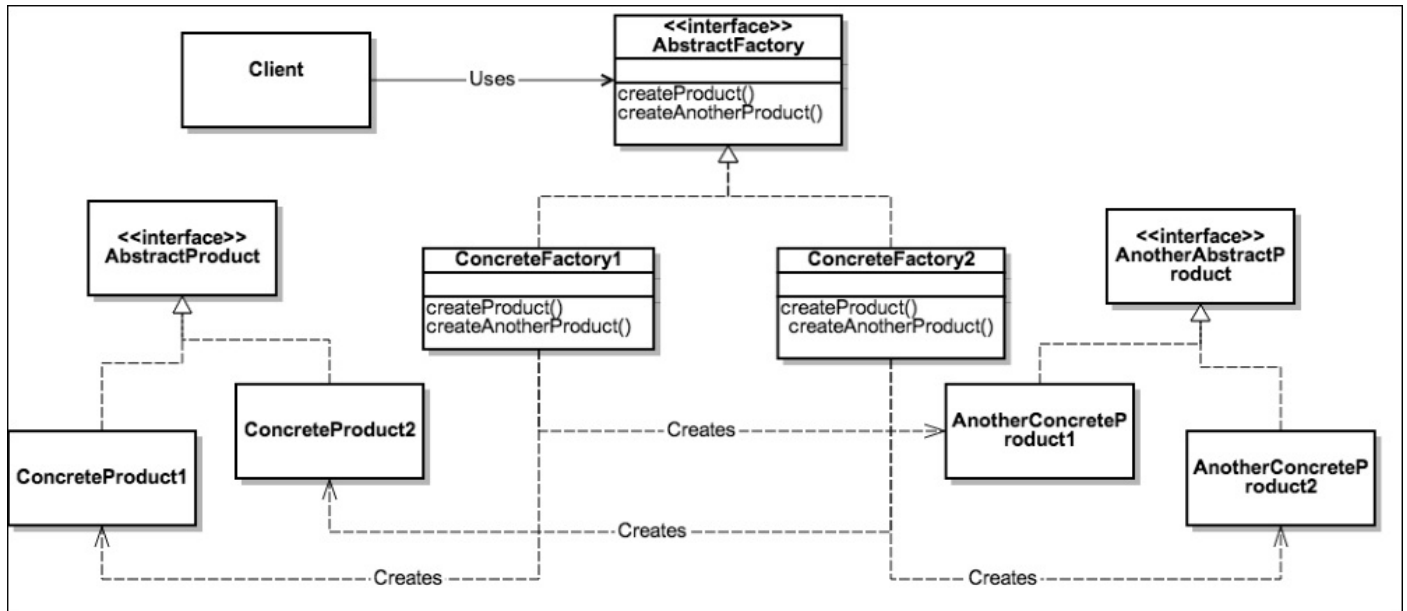 <<interface>>
AbstractFactory
Client
Uses
createProduct()
createAnotherProduct()
<<interface>>
AbstractProduct
ConcreteFactory1
createProduct()
createAnotherProduct()
ConcreteFactory2
createProduct()
createAnotherProduct()
<<interface>>
AnotherAbstractP
roduct
ConcreteProduct1
ConcreteProduct2
Creates
AnotherConcreteP
roduct1
AnotherConcreteP
roduct2
Creates
Creates
Creates